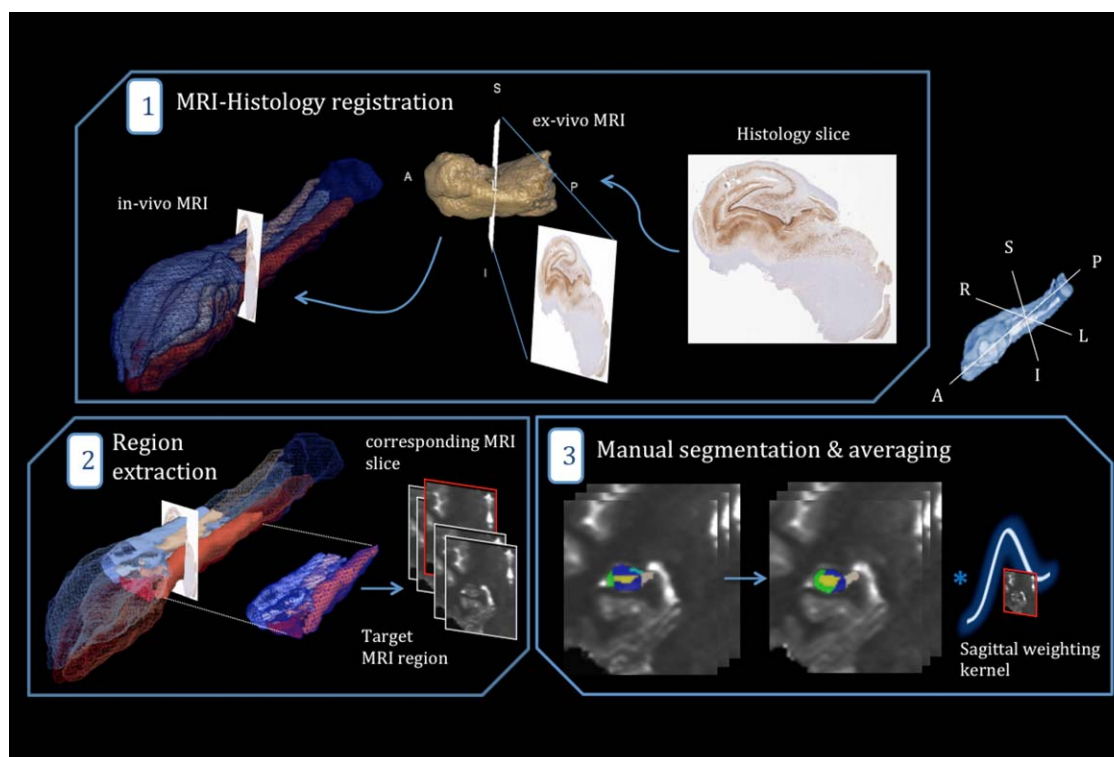 1 MRI-Histology registration
in-vivo MRI
ex-vivo MRI
Histology slice
S
A
P
I
S
P
R
L
I
A
2 Region
extraction
corresponding MRI
slice
Target
MRI region
3 Manual segmentation & averaging
*
Sagittal weighting
kernel